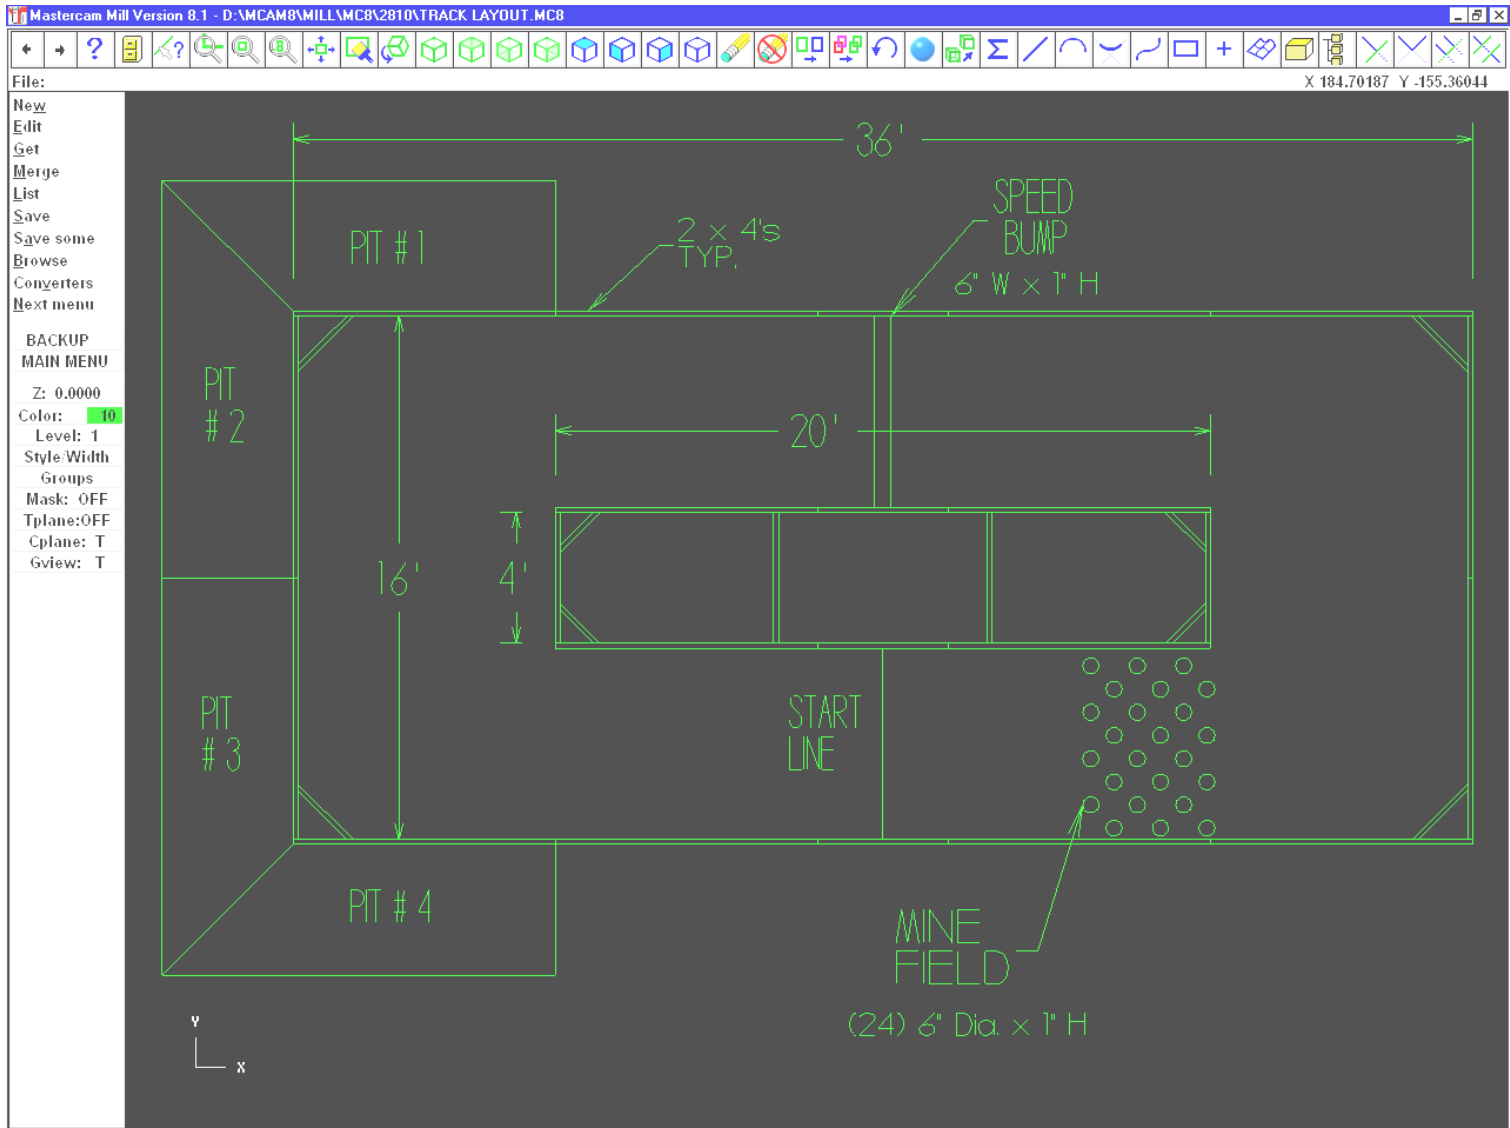 Mastercam Mill Version 8.1 - D:\MCAM8\MILL\MC8\2810\TRACK LAYOUT.MC8
File:
X 184.70187 Y -155.36044
New
Edit
Get
Merge
List
Save
Save some
Browse
Converters
Next menu
BACKUP
MAIN MENU
Z: 0.0000
Color: 10
Level: 1
Style/Width
Groups
Mask: OFF
Tplane:OFF
Cplane: T
Gview: T
36'
SPEED
BUMP
6" W x 1" H
2 x 4's
TYP.
PIT # 1
PIT
# 2
20'
16'
4'
PIT
# 3
START
LINE
PIT # 4
MINE
FIELD
(24) 6" Dia. x 1" H
Y
X